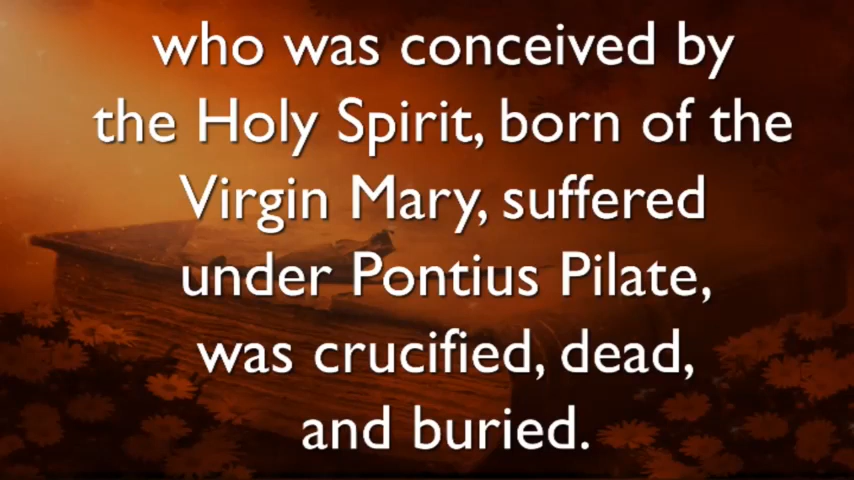 who was conceived by
the Holy Spirit, born of the
Virgin Mary, suffered
under Pontius Pilate,
was crucified, dead,
and buried.